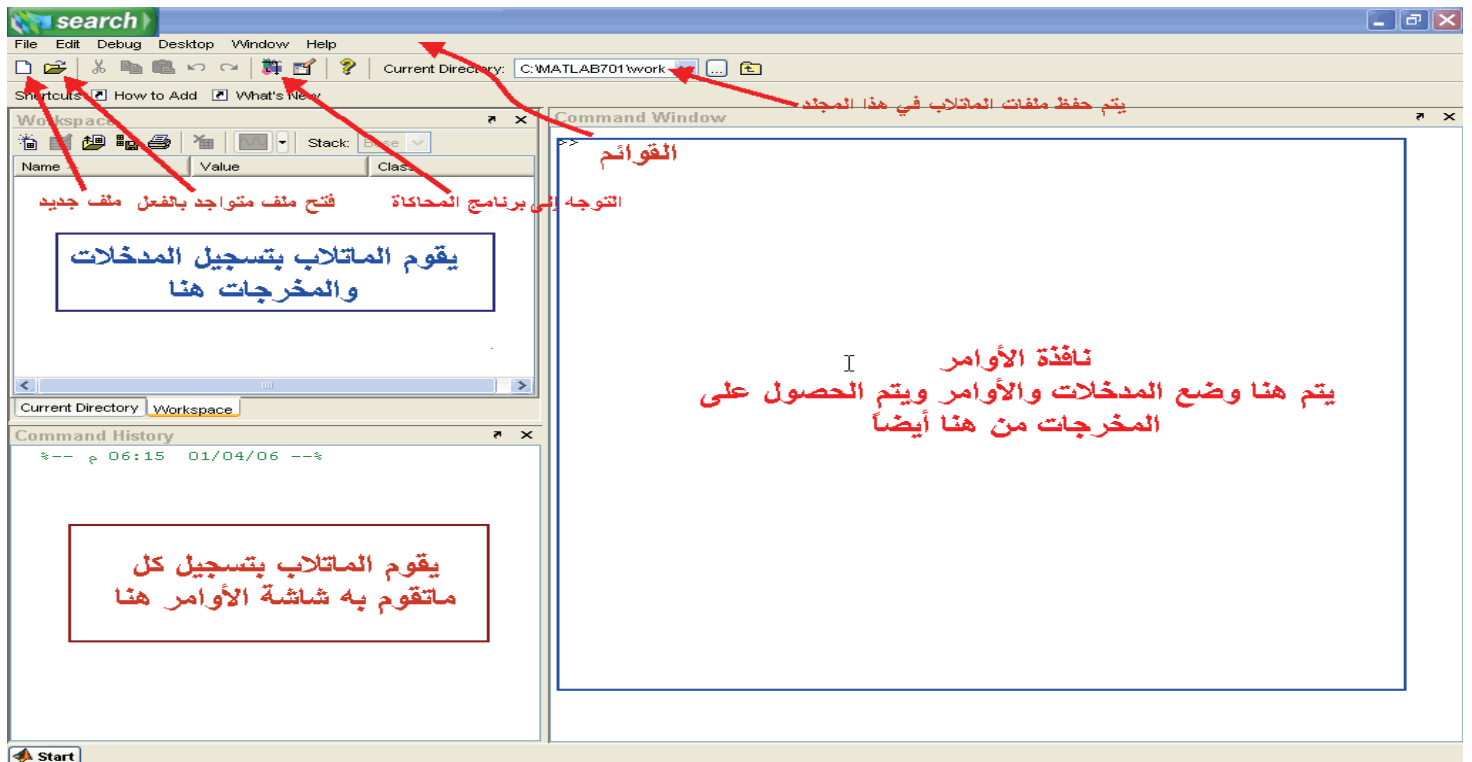 search
File Edit Debug Desktop Window Help
Current Directory: C:\MATLAB701\work
Shortcuts How to Add What's New
يتم حفظ ملفات الماتلاب في هذا المجلد
Workspace
Command Window
Stack: Base
>>
القوائم
Name Value Class
ملف جديد
فتح ملف متواجد بالفعل
التوجه إلى برنامج المحاكاة
يقوم الماتلاب بتسجيل المدخلات
والمخرجات هنا
نافذة الأوامر
يتم هنا وضع المدخلات والأوامر ويتم الحصول على
المخرجات من هنا أيضاً
Current Directory Workspace
Command History
%-- م 06:15 01/04/06 --%
يقوم الماتلاب بتسجيل كل
ماتقوم به شاشة الأوامر هنا
Start